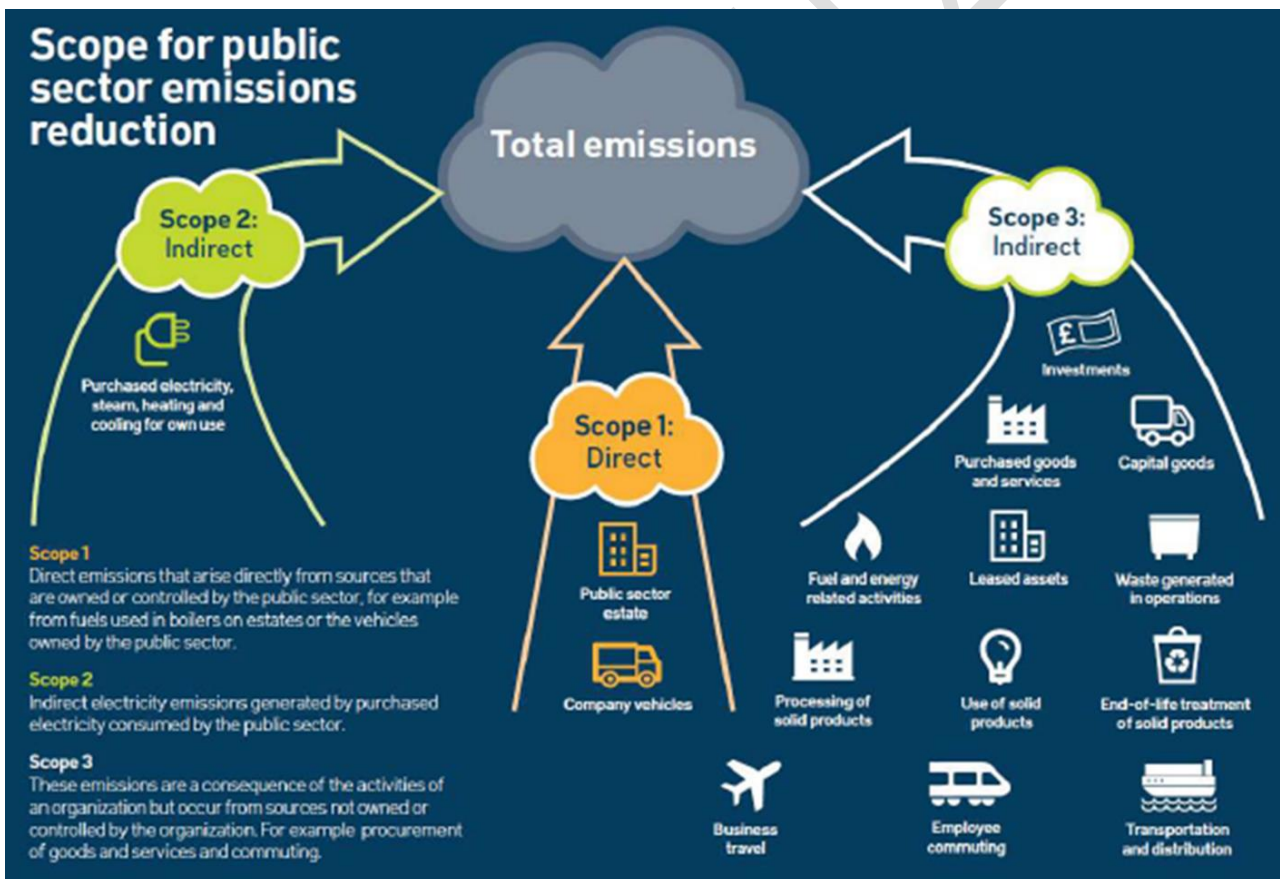 Scope for public
sector emissions
reduction
Total emissions
Scope 2:
Indirect
Purchased electricity,
steam, heating and
cooling for own use
Scope 1:
Direct
Public sector
estate
Company vehicles
Scope 3:
Indirect
£
Investments
Purchased goods
and services
Capital goods
Fuel and energy
related activities
Leased assets
Waste generated
in operations
Processing of
solid products
Use of solid
products
End-of-life treatment
of solid products
Business
travel
Employee
commuting
Transportation
and distribution
Scope 1
Direct emissions that arise directly from sources that
are owned or controlled by the public sector, for example
from fuels used in boilers on estates or the vehicles
owned by the public sector.
Scope 2
Indirect electricity emissions generated by purchased
electricity consumed by the public sector.
Scope 3
These emissions are a consequence of the activities of
an organization but occur from sources not owned or
controlled by the organization. For example procurement
of goods and services and commuting.